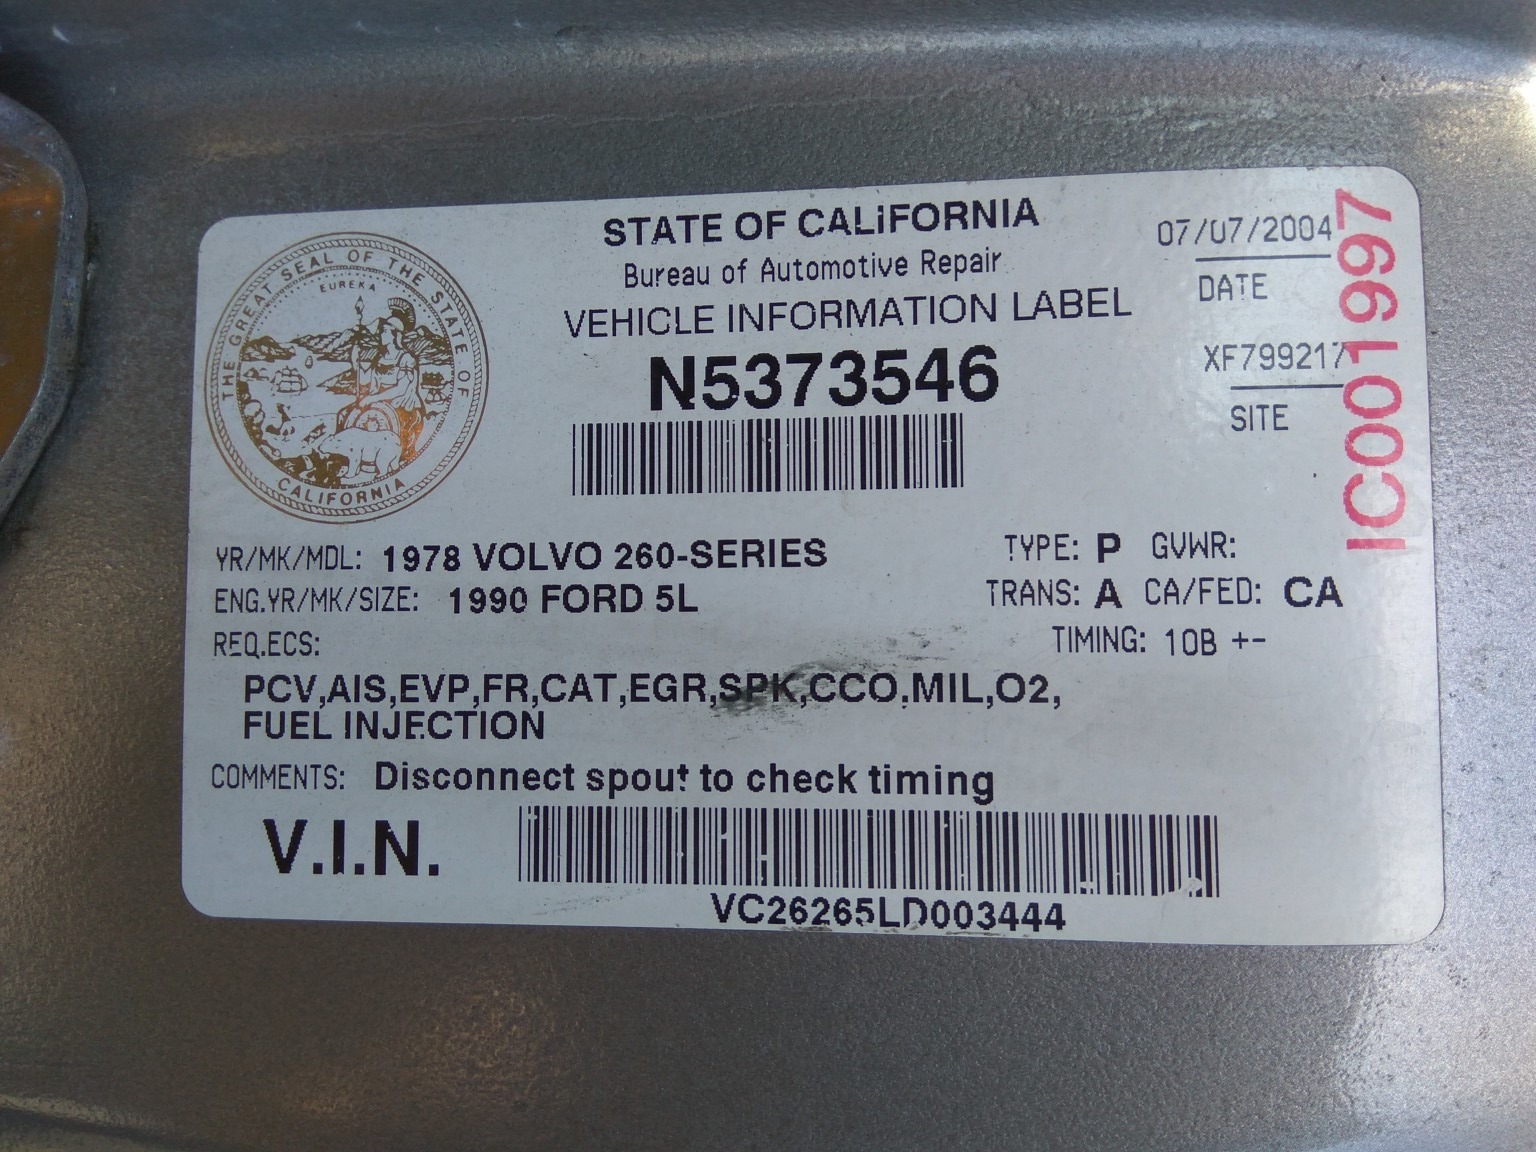 STATE OF CALiFORNIA
Bureau of Automotive Repair
VEHICLE INFORMATION LABEL
N5373546
07/07/2004
DATE
XF799217
SITE
IC001997
THE GREAT SEAL OF THE STATE OF CALIFORNIA
EUREKA
YR/MK/MDL: 1978 VOLVO 260-SERIES
TYPE: P GVWR:
ENG.YR/MK/SIZE: 1990 FORD 5L
TRANS: A CA/FED: CA
REQ.ECS:
TIMING: 10B +-
PCV,AIS,EVP,FR,CAT,EGR,SPK,CCO,MIL,O2,
FUEL INJECTION
COMMENTS: Disconnect spout to check timing
V.I.N.
VC26265LD003444